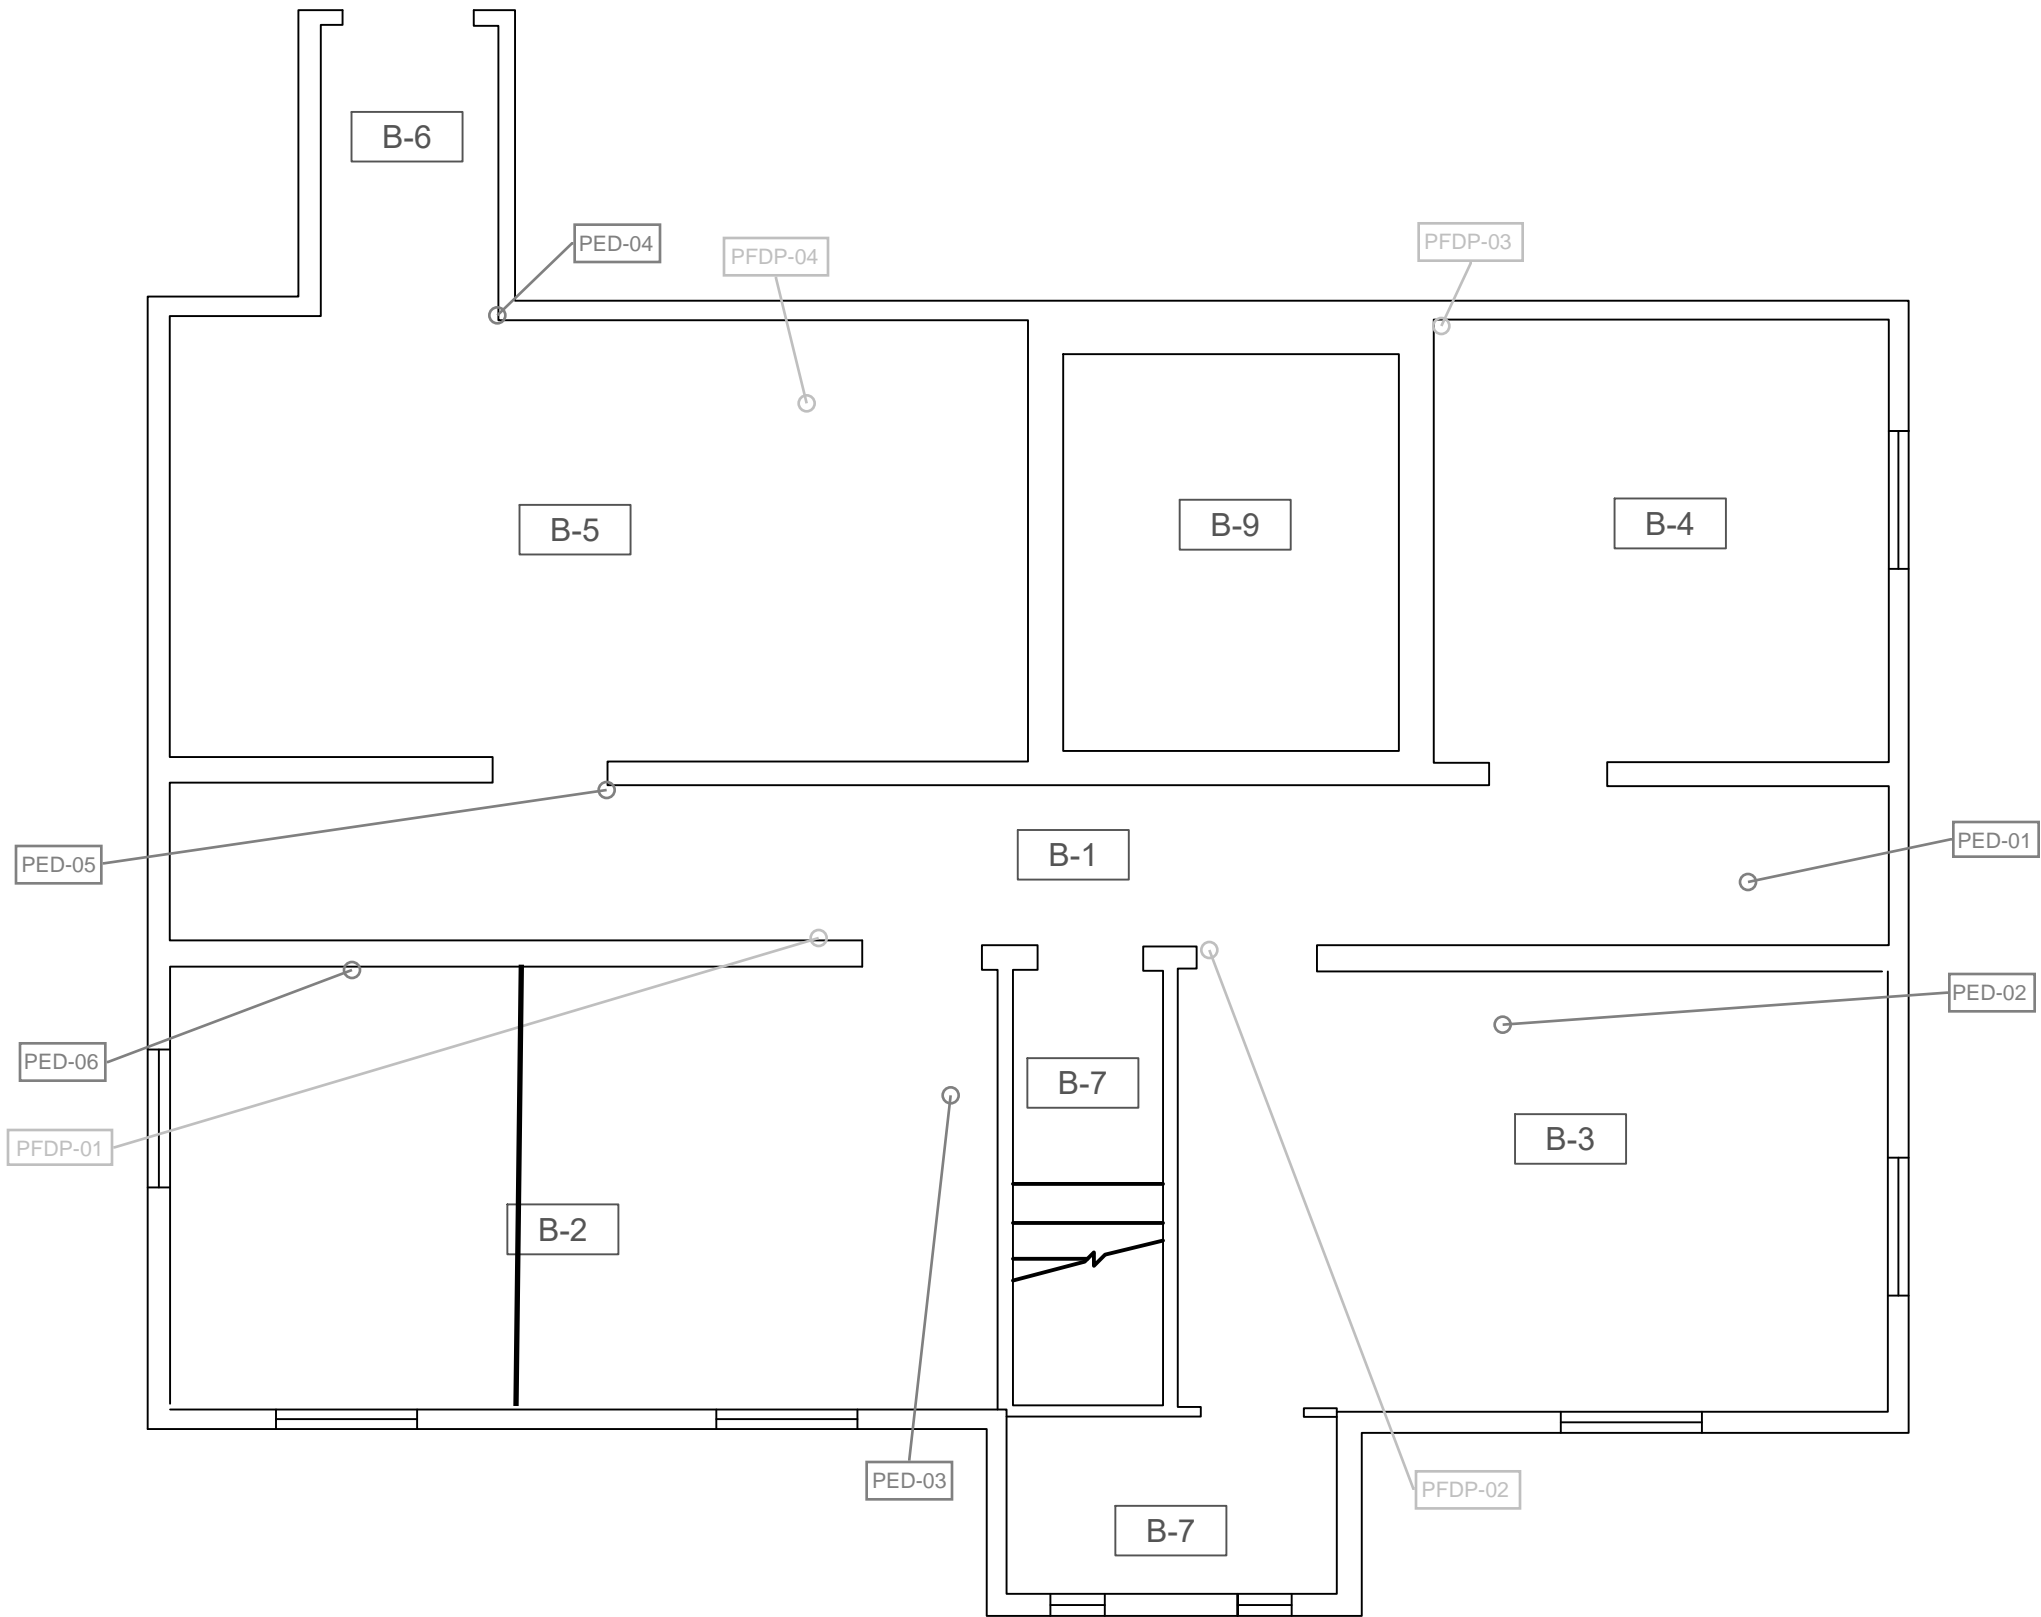 B-6
PED-04
PFDP-04
PFDP-03
B-5
B-9
B-4
PED-05
B-1
PED-01
PED-02
PED-06
B-7
B-3
PFDP-01
B-2
PED-03
PFDP-02
B-7